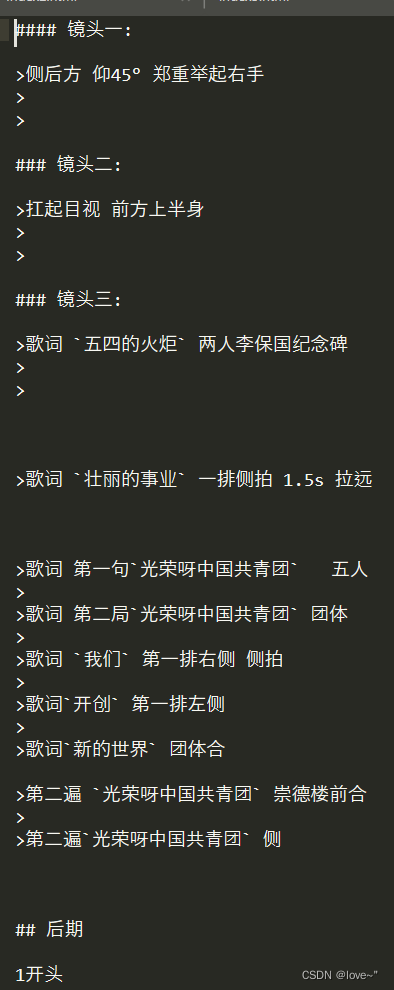 #### 镜头一:
>侧后方 仰45° 郑重举起右手
>
>
### 镜头二:
>扛起目视 前方上半身
>
>
### 镜头三:
>歌词 `五四的火炬` 两人李保国纪念碑
>
>
>歌词 `壮丽的事业` 一排侧拍 1.5s 拉远
>歌词 第一句`光荣呀中国共青团` 五人
>
>歌词 第二局`光荣呀中国共青团` 团体
>
>歌词 `我们` 第一排右侧 侧拍
>
>歌词`开创` 第一排左侧
>
>歌词`新的世界` 团体合
>第二遍 `光荣呀中国共青团` 崇德楼前合
>
>第二遍`光荣呀中国共青团` 侧
## 后期
1开头
CSDN @love~"